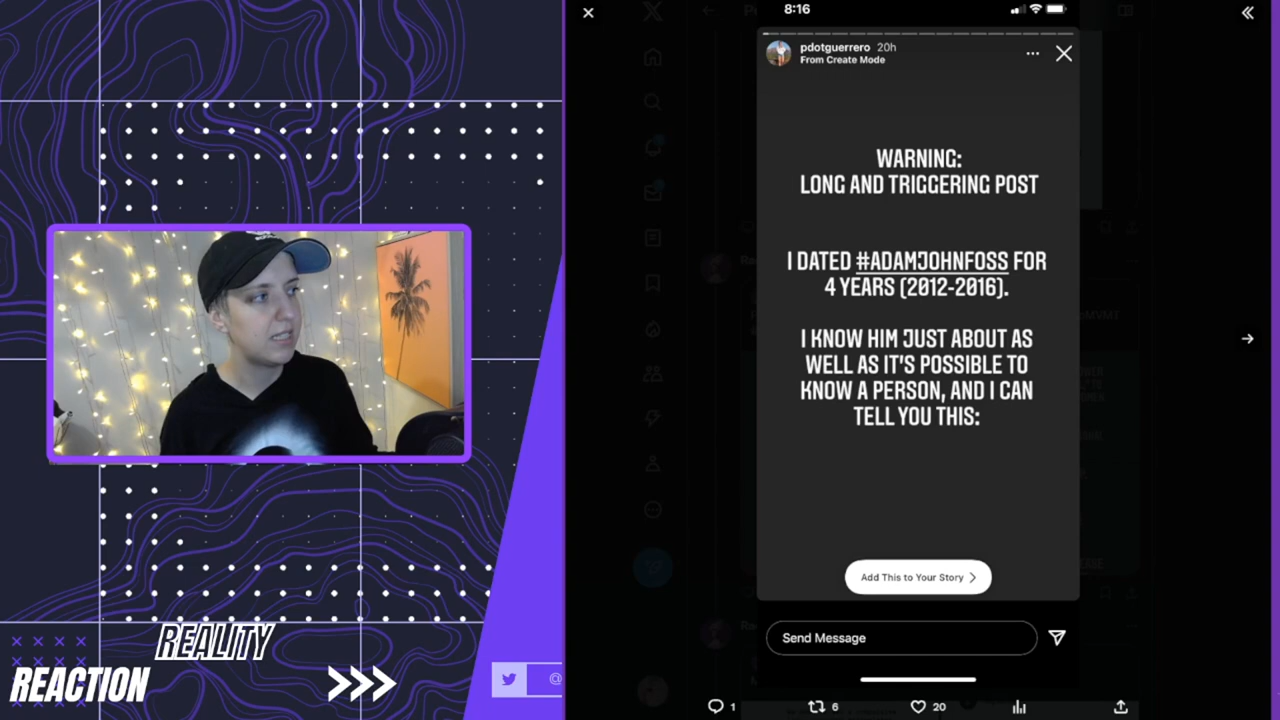 8:16
pdotguerrero 20h
From Create Mode
WARNING:
LONG AND TRIGGERING POST
I DATED #ADAMJOHNFOSS FOR
4 YEARS (2012-2016).
I KNOW HIM JUST ABOUT AS
WELL AS IT'S POSSIBLE TO
KNOW A PERSON, AND I CAN
TELL YOU THIS:
Add This to Your Story
Send Message
1 6 20
REALITY
REACTION
@